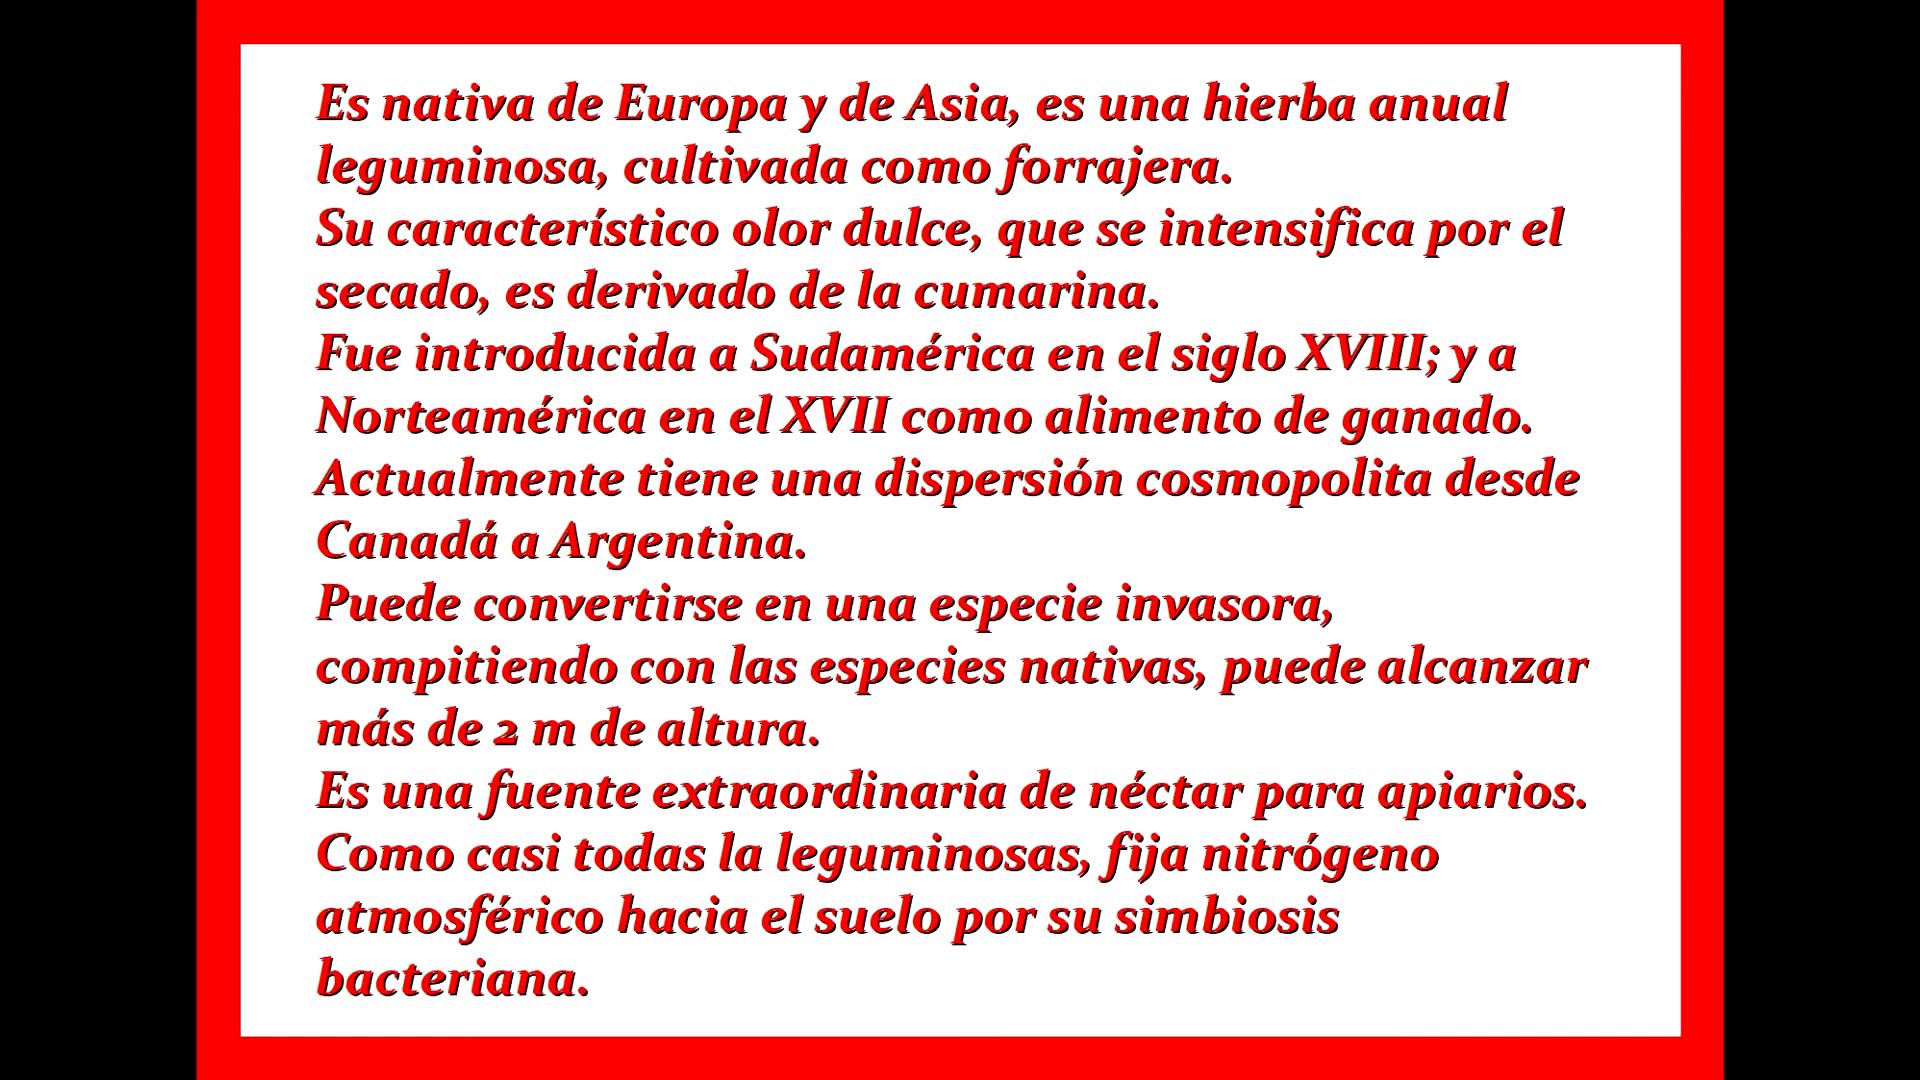 Es nativa de Europa y de Asia, es una hierba anual
leguminosa, cultivada como forrajera.
Su característico olor dulce, que se intensifica por el
secado, es derivado de la cumarina.
Fue introducida a Sudamérica en el siglo XVIII; y a
Norteamérica en el XVII como alimento de ganado.
Actualmente tiene una dispersión cosmopolita desde
Canadá a Argentina.
Puede convertirse en una especie invasora,
compitiendo con las especies nativas, puede alcanzar
más de 2 m de altura.
Es una fuente extraordinaria de néctar para apiarios.
Como casi todas la leguminosas, fija nitrógeno
atmosférico hacia el suelo por su simbiosis
bacteriana.